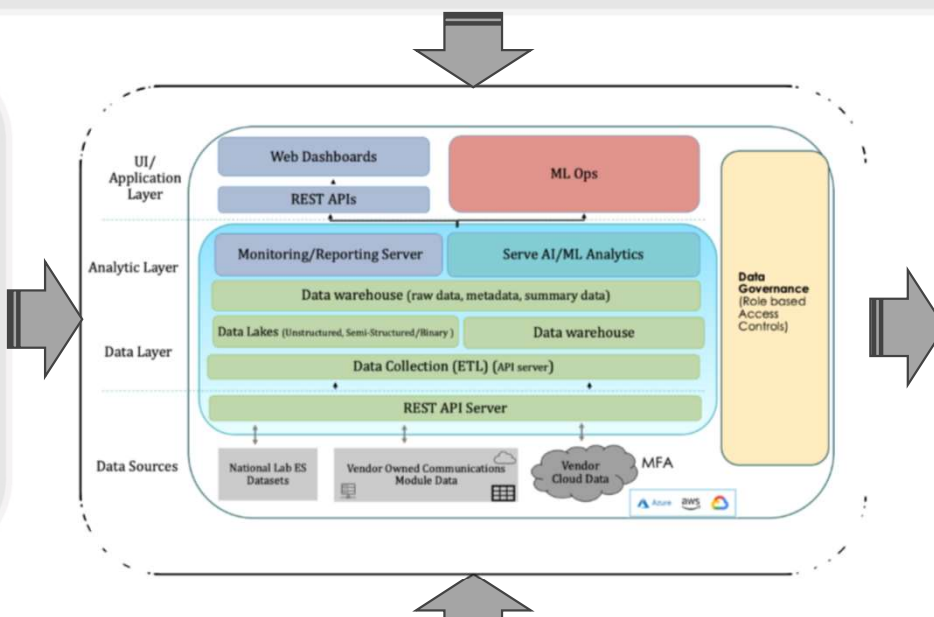 UI/
Application
Layer
Web Dashboards
REST APIs
ML Ops
Analytic Layer
Monitoring/Reporting Server
Serve AI/ML Analytics
Data warehouse (raw data, metadata, summary data)
Data Layer
Data Lakes (Unstructured, Semi-Structured/Binary )
Data warehouse
Data Collection (ETL) (API server)
REST API Server
Data Sources
National Lab ES
Datasets
Vendor Owned Communications
Module Data
Vendor
Cloud Data
MFA
Azure
aws
Data
Governance
(Role based
Access
Controls)